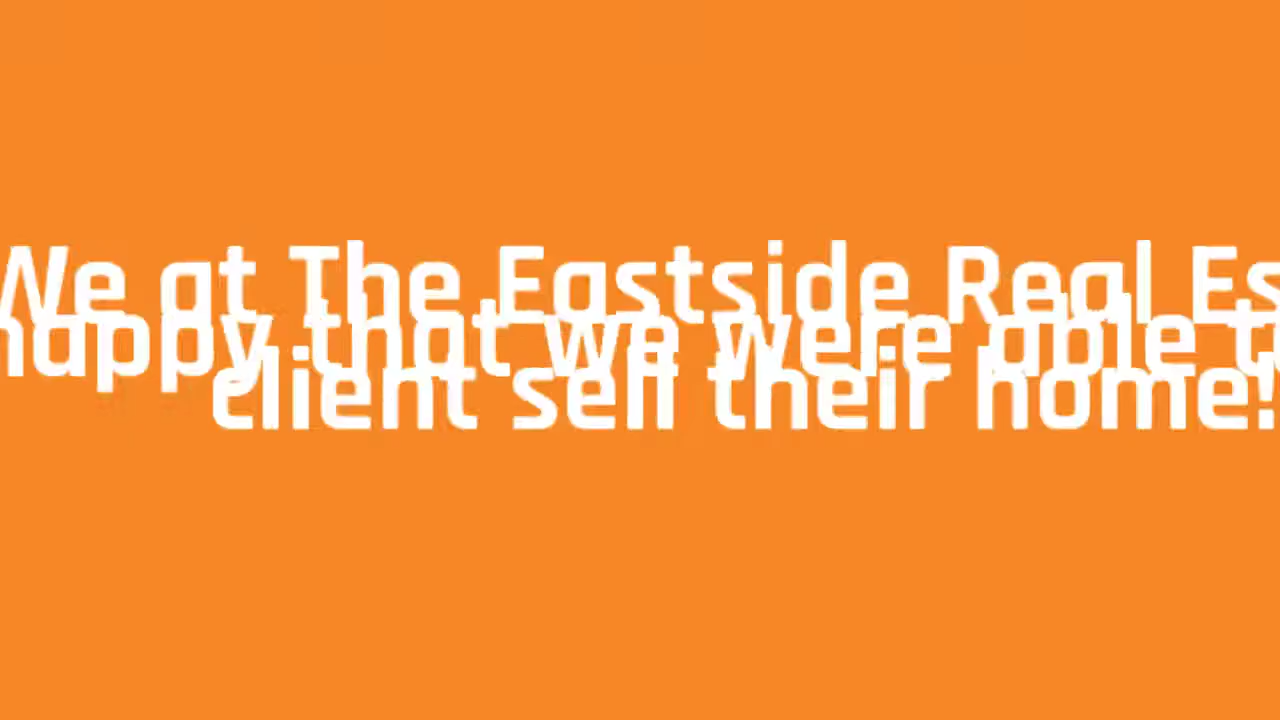 We at The Eastside Real Es
happy that we were able t
client sell their home!